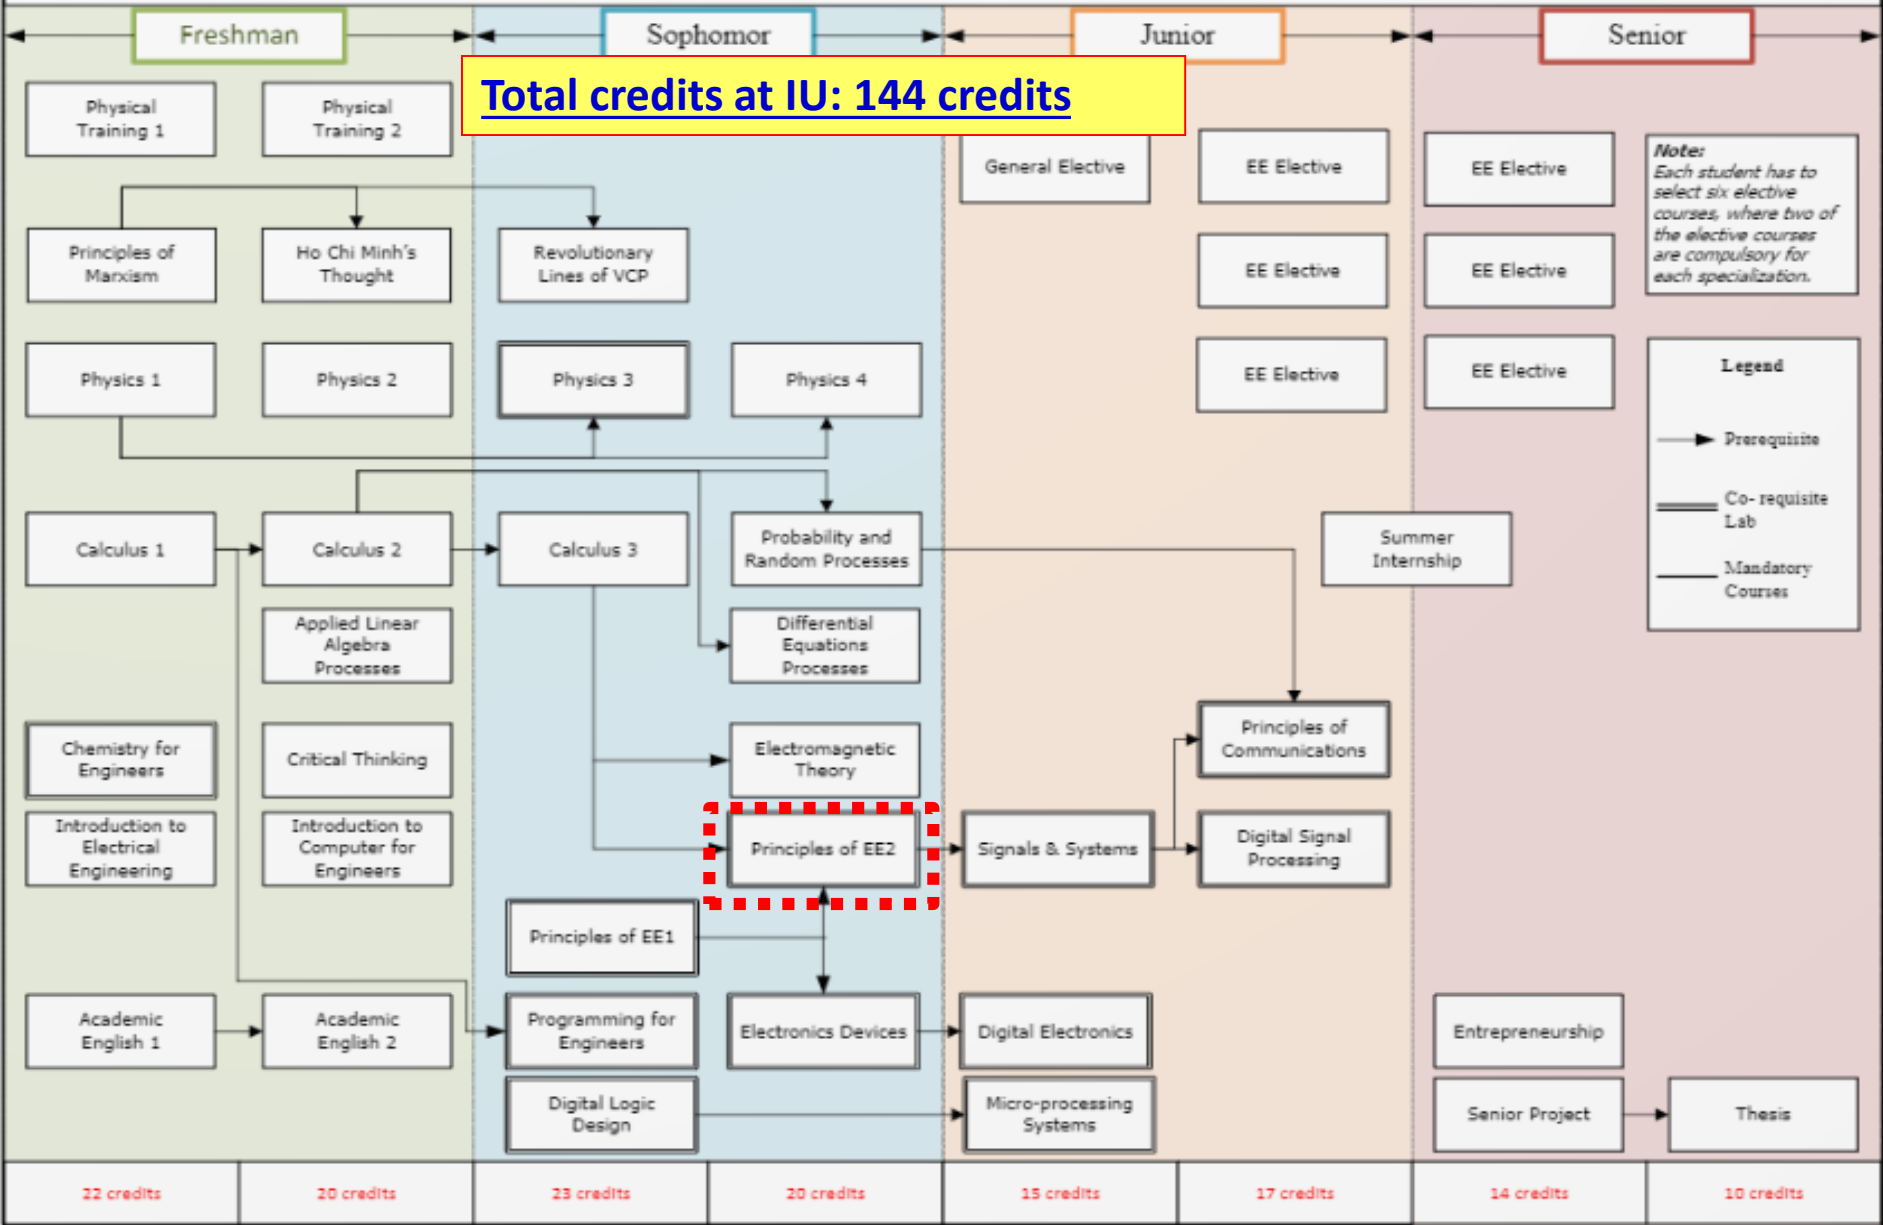 Freshman
Sophomor
Junior
Senior
Total credits at IU: 144 credits
Physical
Training 1
Physical
Training 2
General Elective
EE Elective
EE Elective
Note:
Each student has to
select six elective
courses, where two of
the elective courses
are compulsory for
each specialization.
Principles of
Marxism
Ho Chi Minh's
Thought
Revolutionary
Lines of VCP
EE Elective
EE Elective
Physics 1
Physics 2
Physics 3
Physics 4
EE Elective
EE Elective
Legend
Prerequisite
Co- requisite
Lab
Mandatory
Courses
Calculus 1
Calculus 2
Calculus 3
Probability and
Random Processes
Summer
Internship
Applied Linear
Algebra
Processes
Differential
Equations
Processes
Chemistry for
Engineers
Critical Thinking
Electromagnetic
Theory
Principles of
Communications
Introduction to
Electrical
Engineering
Introduction to
Computer for
Engineers
Principles of EE2
Signals & Systems
Digital Signal
Processing
Principles of EE1
Academic
English 1
Academic
English 2
Programming for
Engineers
Electronics Devices
Digital Electronics
Entrepreneurship
Digital Logic
Design
Micro-processing
Systems
Senior Project
Thesis
22 credits
20 credits
23 credits
20 credits
15 credits
17 credits
14 credits
10 credits